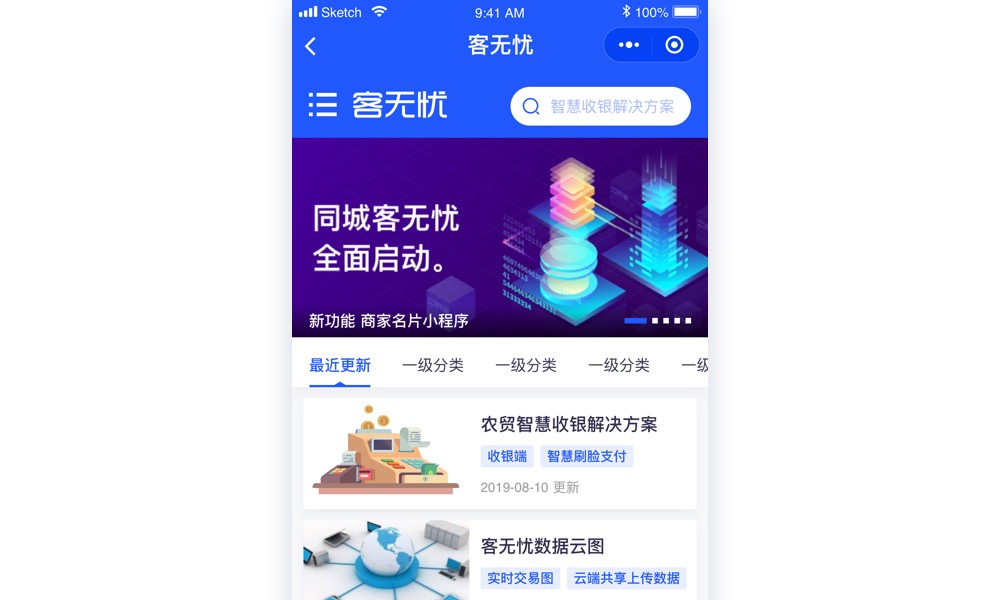 Sketch 9:41 AM 100%
客无忧
客无忧 智慧收银解决方案
同城客无忧
全面启动。
新功能 商家名片小程序
最近更新 一级分类 一级分类 一级分类 一级
农贸智慧收银解决方案
收银端 智慧刷脸支付
2019-08-10 更新
客无忧数据云图
实时交易图 云端共享上传数据